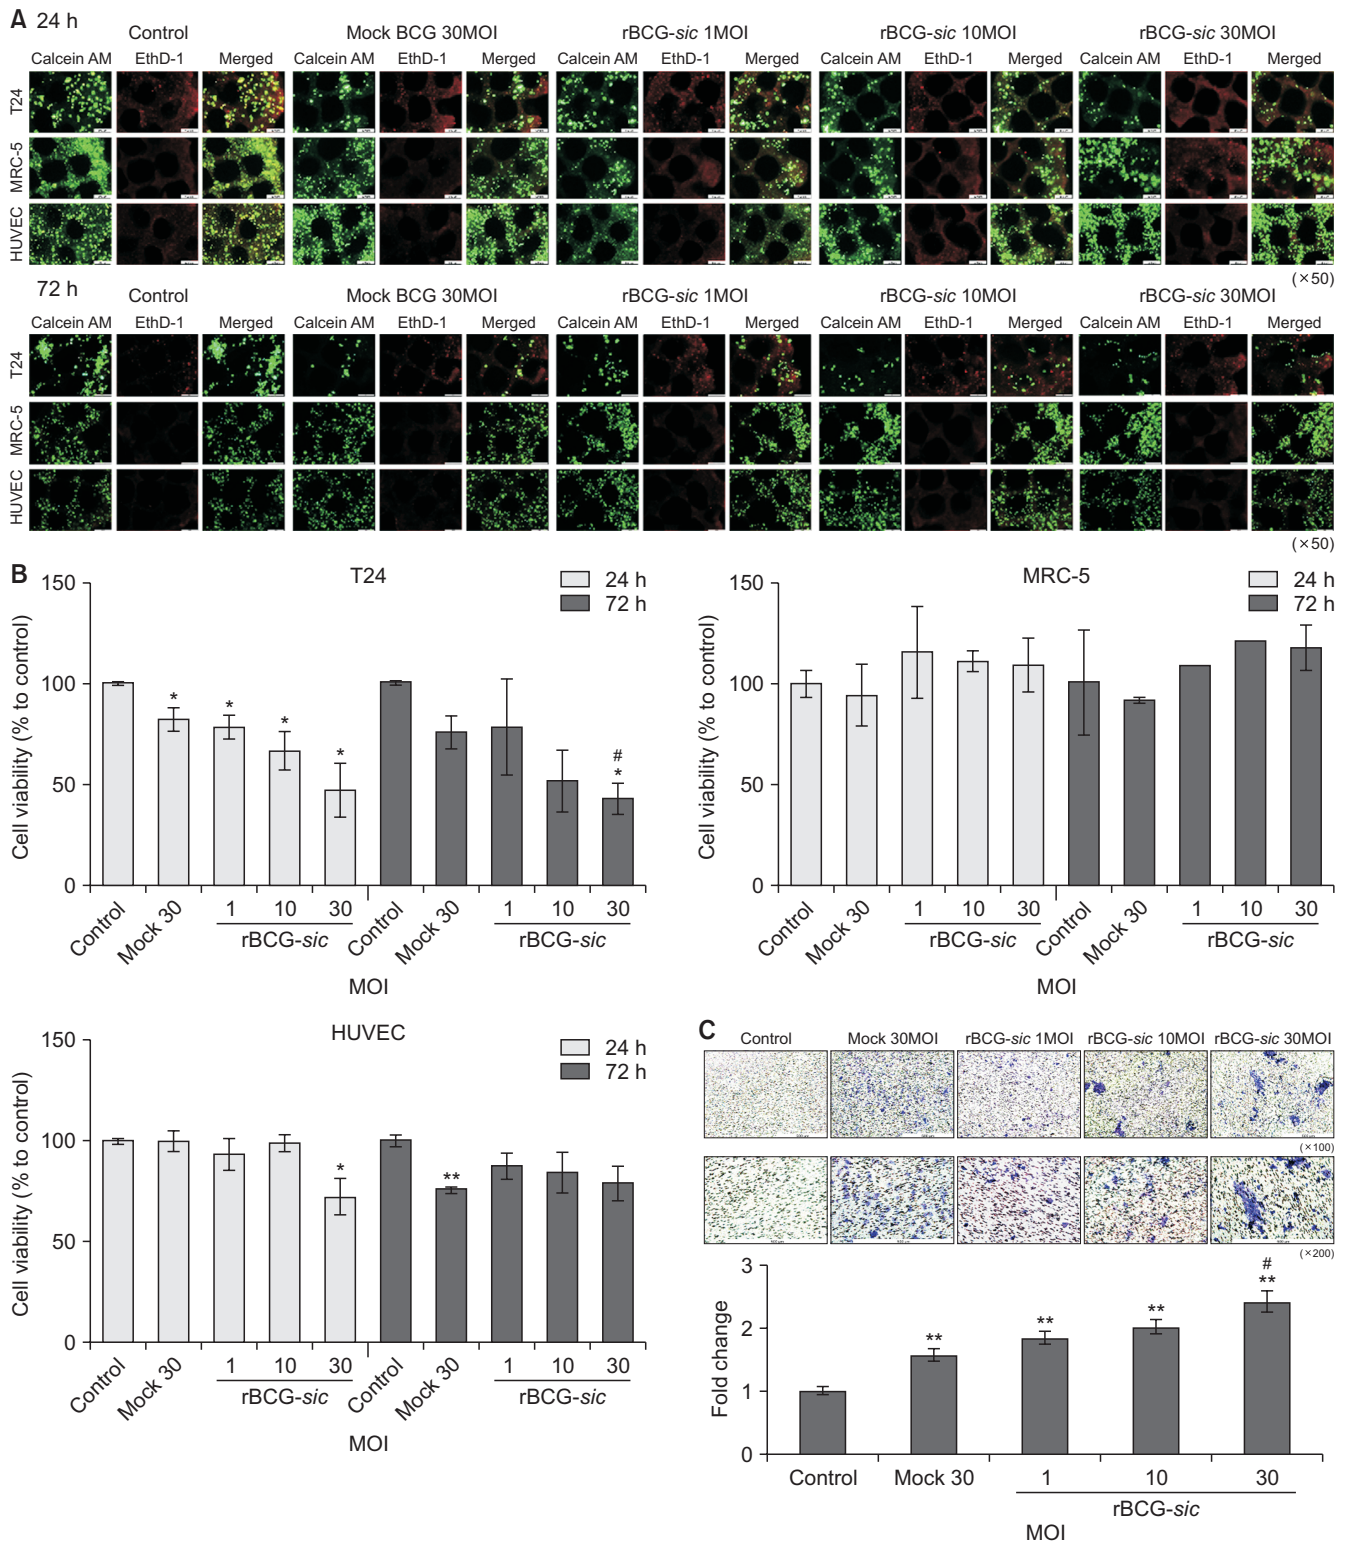 A 24 h
Control Mock BCG 30MOI rBCG-sic 1MOI rBCG-sic 10MOI rBCG-sic 30MOI
Calcein AM EthD-1 Merged Calcein AM EthD-1 Merged Calcein AM EthD-1 Merged Calcein AM EthD-1 Merged Calcein AM EthD-1 Merged
T24
MRC-5
HUVEC
(×50)
72 h
Control Mock BCG 30MOI rBCG-sic 1MOI rBCG-sic 10MOI rBCG-sic 30MOI
Calcein AM EthD-1 Merged Calcein AM EthD-1 Merged Calcein AM EthD-1 Merged Calcein AM EthD-1 Merged Calcein AM EthD-1 Merged
T24
MRC-5
HUVEC
(×50)
B
T24
24 h
72 h
Cell viability (% to control)
150
100
50
0
* * * * # *
Control Mock 30 1 10 30 Control Mock 30 1 10 30
rBCG-sic rBCG-sic
MOI
MRC-5
24 h
72 h
Cell viability (% to control)
150
100
50
0
Control Mock 30 1 10 30 Control Mock 30 1 10 30
rBCG-sic rBCG-sic
MOI
HUVEC
24 h
72 h
Cell viability (% to control)
150
100
50
0
* **
Control Mock 30 1 10 30 Control Mock 30 1 10 30
rBCG-sic rBCG-sic
MOI
C
Control Mock 30MOI rBCG-sic 1MOI rBCG-sic 10MOI rBCG-sic 30MOI
(×100)
(×200)
Fold change
3
2
1
0
** ** ** # **
Control Mock 30 1 10 30
rBCG-sic
MOI